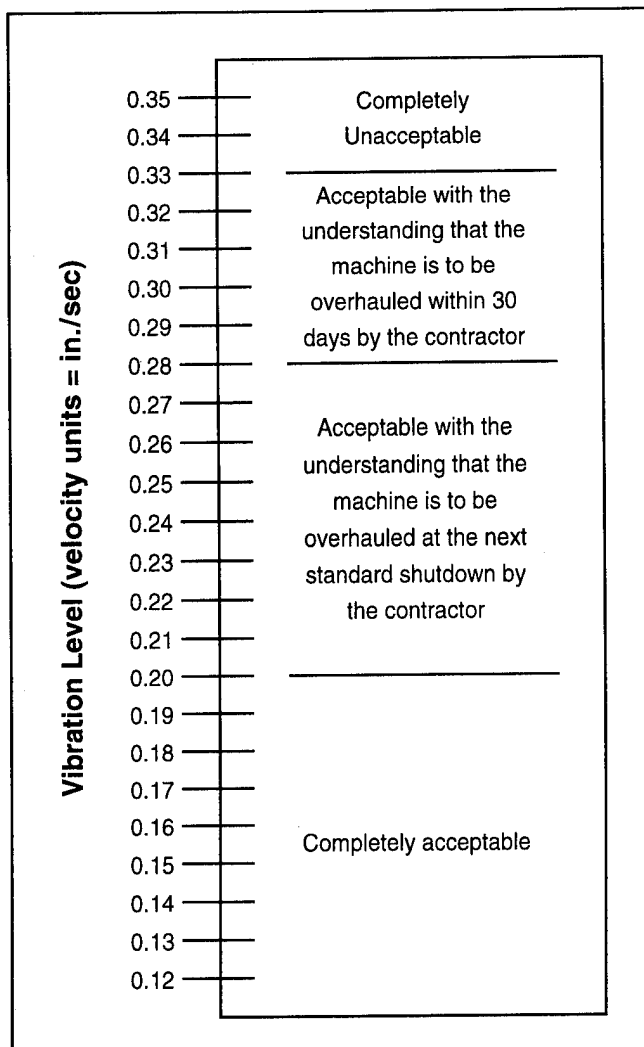 Vibration Level (velocity units = in./sec)
0.35
0.34
0.33
0.32
0.31
0.30
0.29
0.28
0.27
0.26
0.25
0.24
0.23
0.22
0.21
0.20
0.19
0.18
0.17
0.16
0.15
0.14
0.13
0.12
Completely
Unacceptable
Acceptable with the
understanding that the
machine is to be
overhauled within 30
days by the contractor
Acceptable with the
understanding that the
machine is to be
overhauled at the next
standard shutdown by
the contractor
Completely acceptable